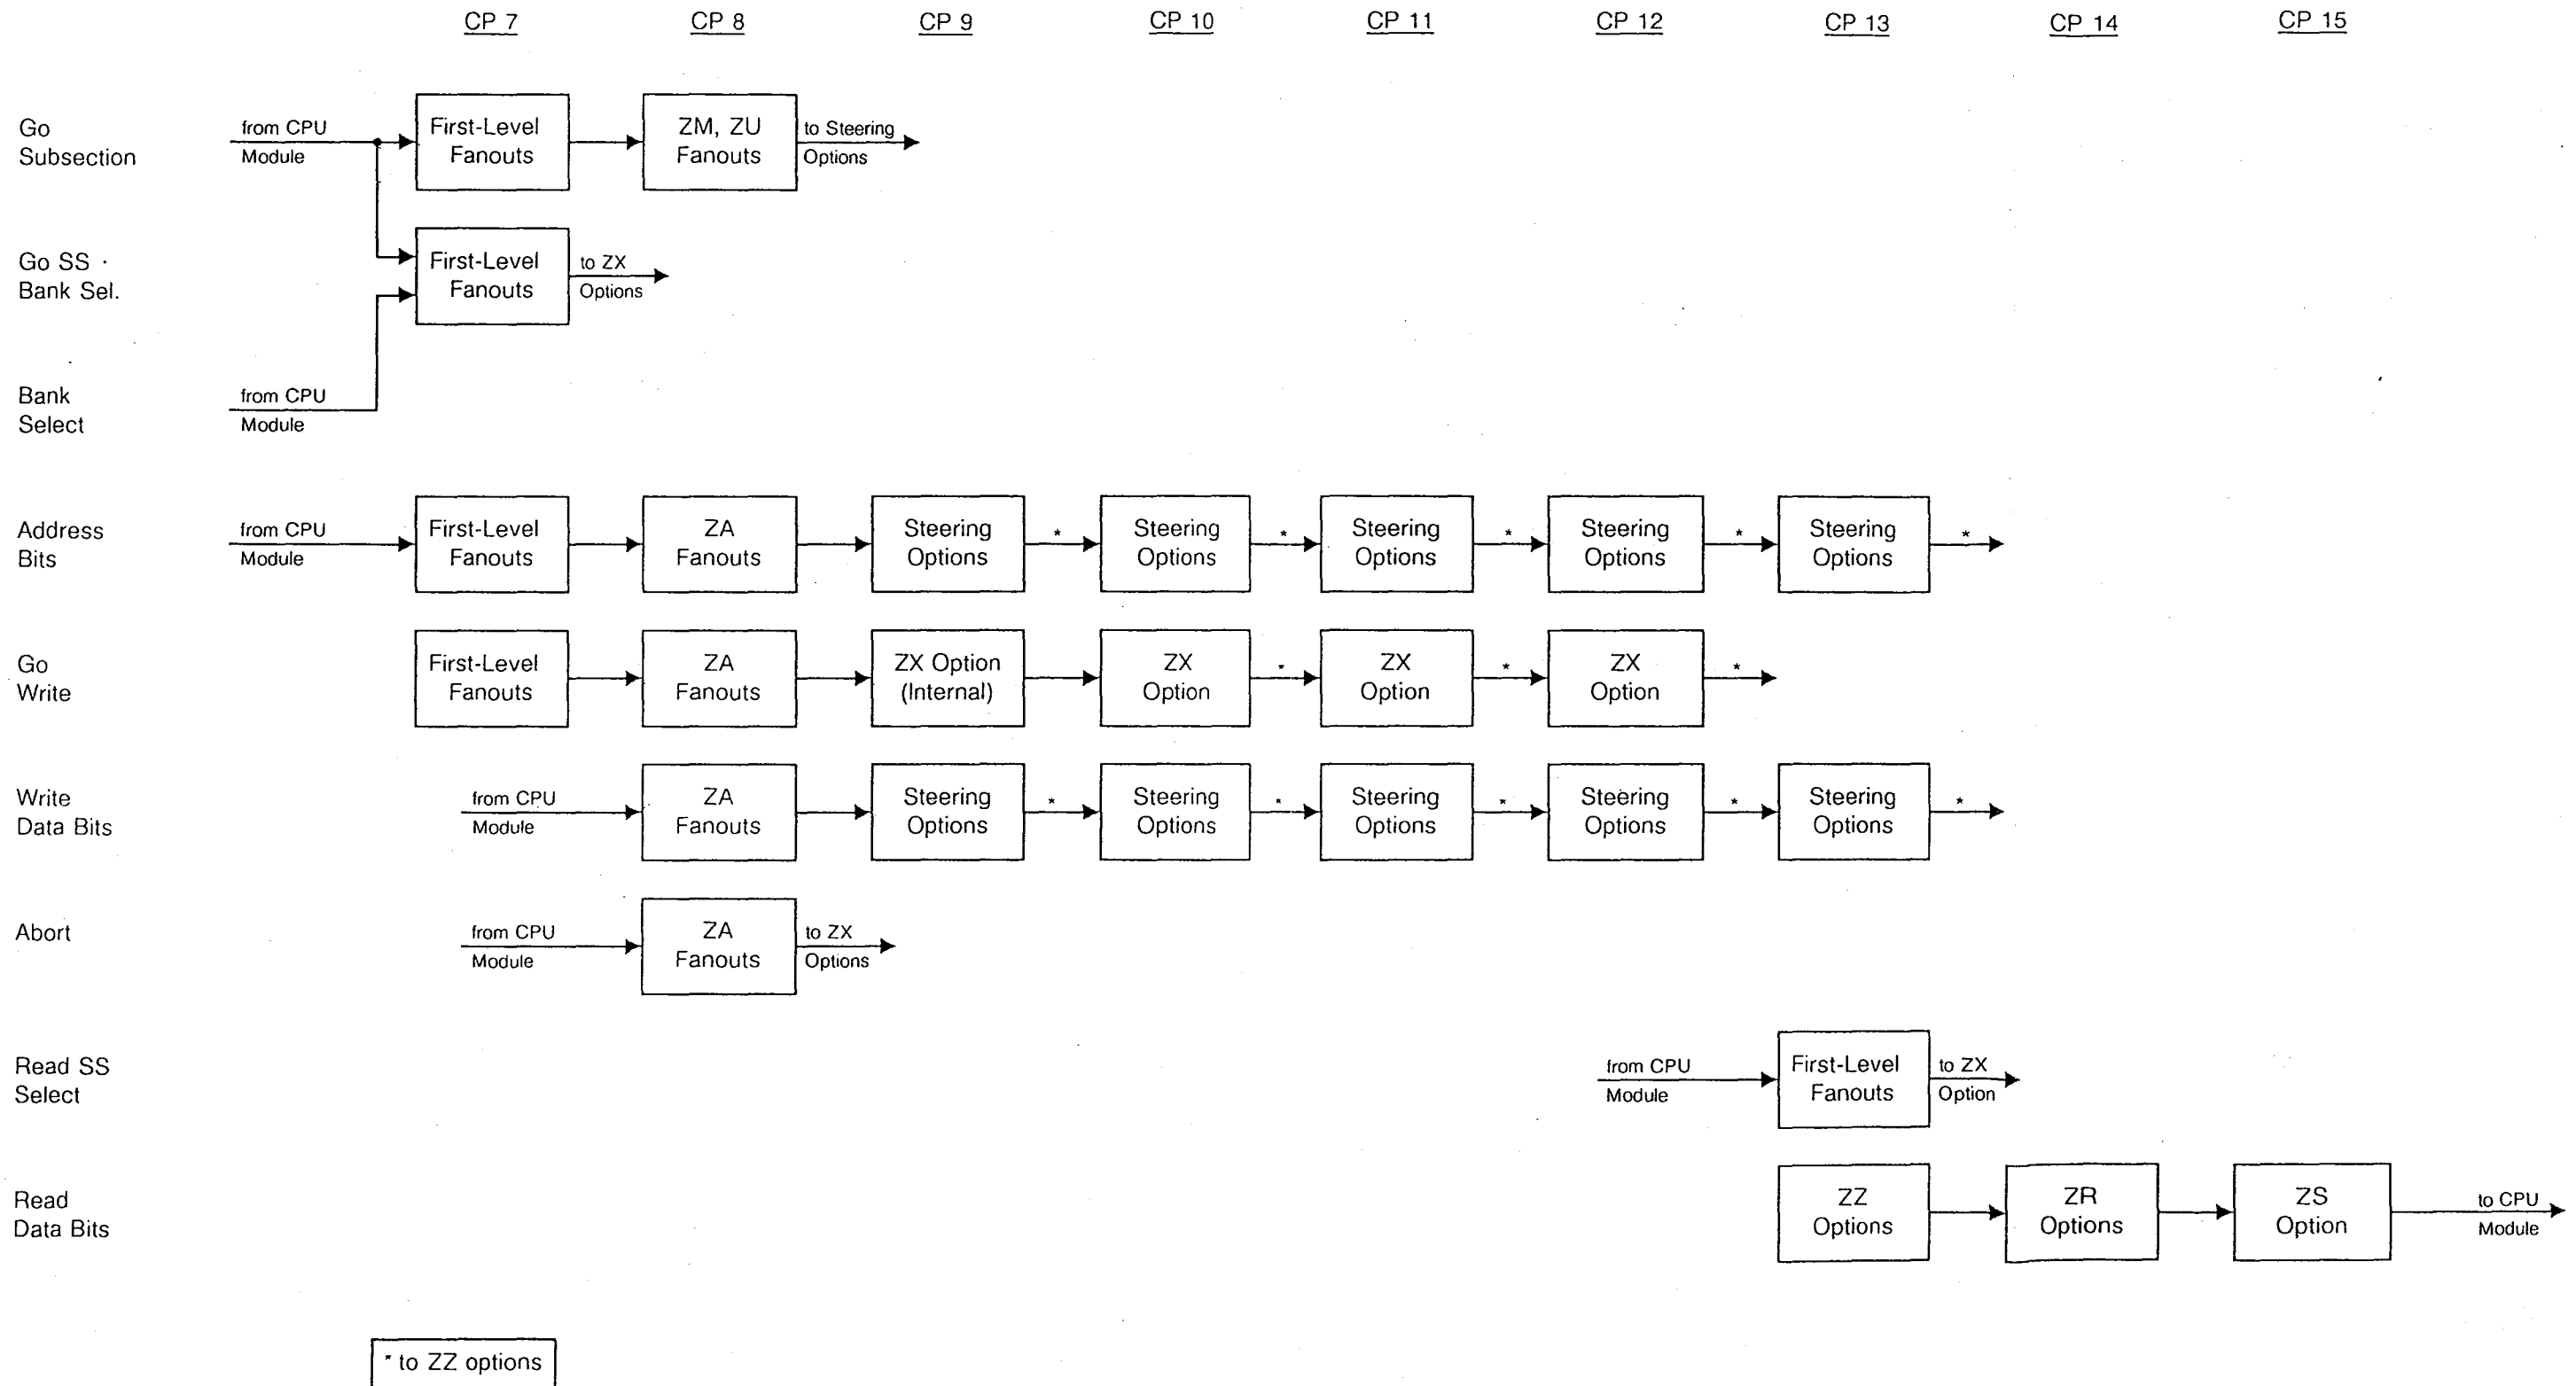 CP 7 CP 8 CP 9 CP 10 CP 11 CP 12 CP 13 CP 14 CP 15
Go
Subsection
from CPU
Module
First-Level
Fanouts
ZM, ZU
Fanouts
to Steering
Options
Go SS ·
Bank Sel.
First-Level
Fanouts
to ZX
Options
Bank
Select
from CPU
Module
Address
Bits
from CPU
Module
First-Level
Fanouts
ZA
Fanouts
Steering
Options
*
Steering
Options
*
Steering
Options
*
Steering
Options
*
Steering
Options
*
Go
Write
First-Level
Fanouts
ZA
Fanouts
ZX Option
(Internal)
ZX
Option
*
ZX
Option
*
ZX
Option
*
Write
Data Bits
from CPU
Module
ZA
Fanouts
Steering
Options
*
Steering
Options
*
Steering
Options
*
Steering
Options
*
Steering
Options
*
Abort
from CPU
Module
ZA
Fanouts
to ZX
Options
Read SS
Select
from CPU
Module
First-Level
Fanouts
to ZX
Option
Read
Data Bits
ZZ
Options
ZR
Options
ZS
Option
to CPU
Module
* to ZZ options